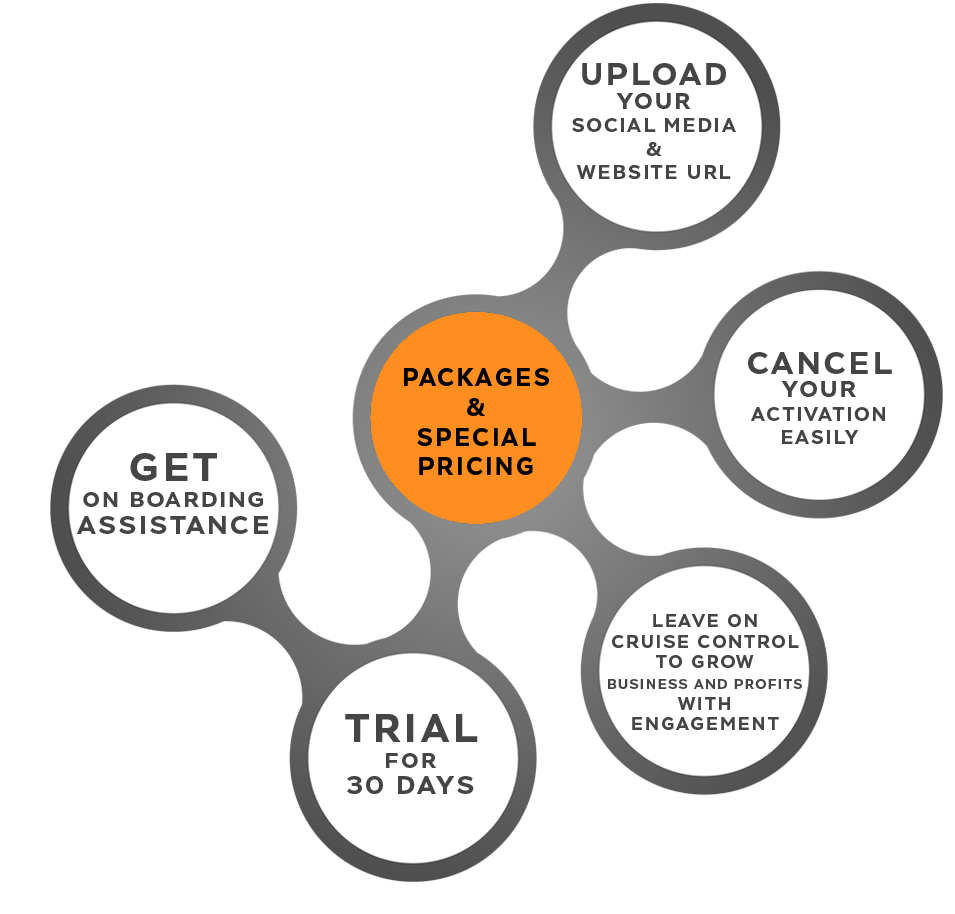 UPLOAD
YOUR
SOCIAL MEDIA
&
WEBSITE URL
CANCEL
YOUR
ACTIVATION
EASILY
PACKAGES
&
SPECIAL
PRICING
GET
ON BOARDING
ASSISTANCE
LEAVE ON
CRUISE CONTROL
TO GROW
BUSINESS AND PROFITS
WITH
ENGAGEMENT
TRIAL
FOR
30 DAYS